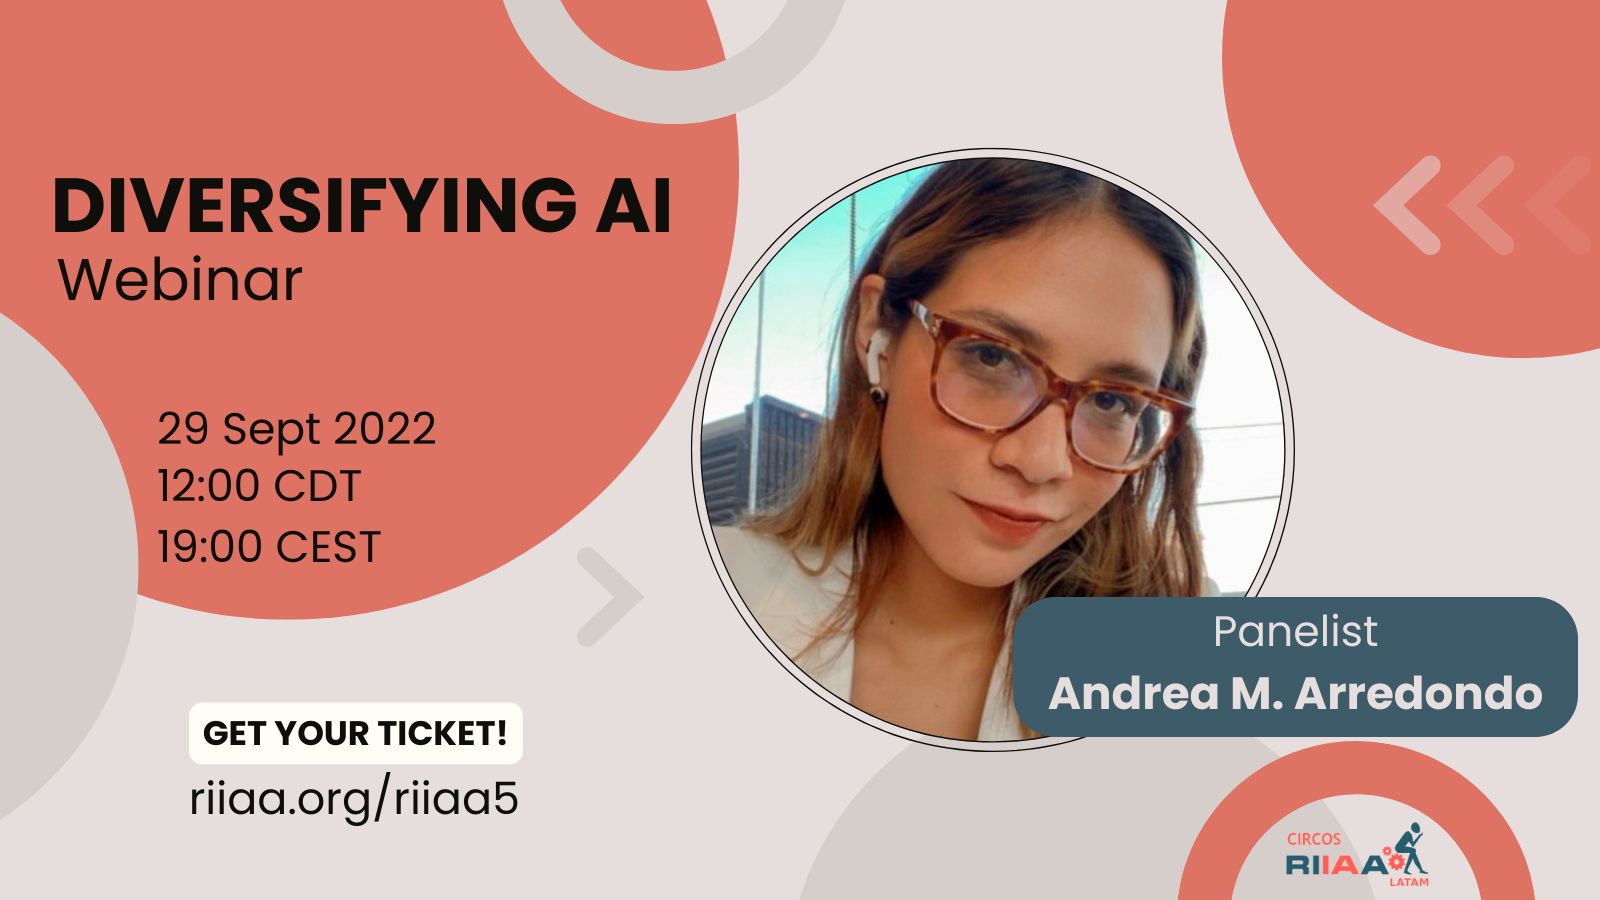 DIVERSIFYING AI
Webinar
29 Sept 2022
12:00 CDT
19:00 CEST
GET YOUR TICKET!
riiaa.org/riiaa5
Panelist
Andrea M. Arredondo
CIRCOS
RIIAA
LATAM